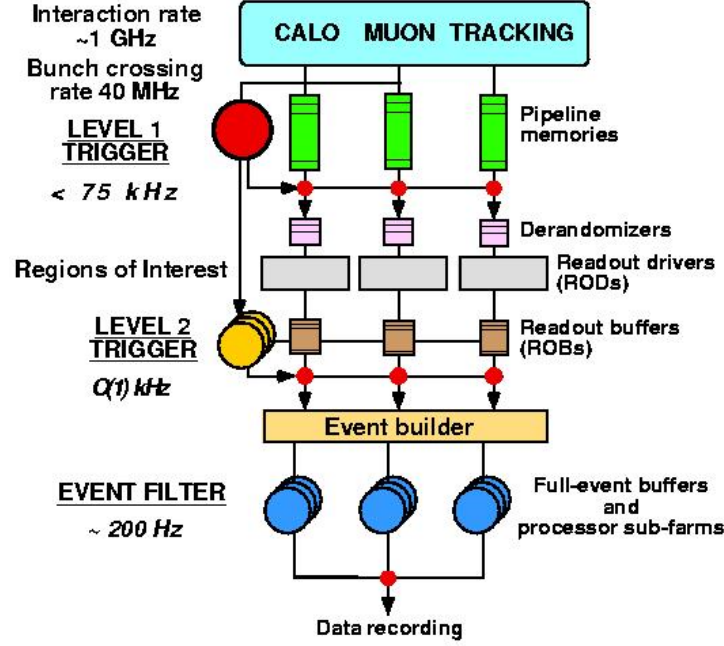 Interaction rate
~1 GHz
CALO MUON TRACKING
Bunch crossing
rate 40 MHz
Pipeline
memories
LEVEL 1
TRIGGER
< 75 kHz
Derandomizers
Regions of Interest
Readout drivers
(RODs)
LEVEL 2
TRIGGER
Readout buffers
(ROBs)
O(1) kHz
Event builder
EVENT FILTER
~ 200 Hz
Full-event buffers
and
processor sub-farms
Data recording